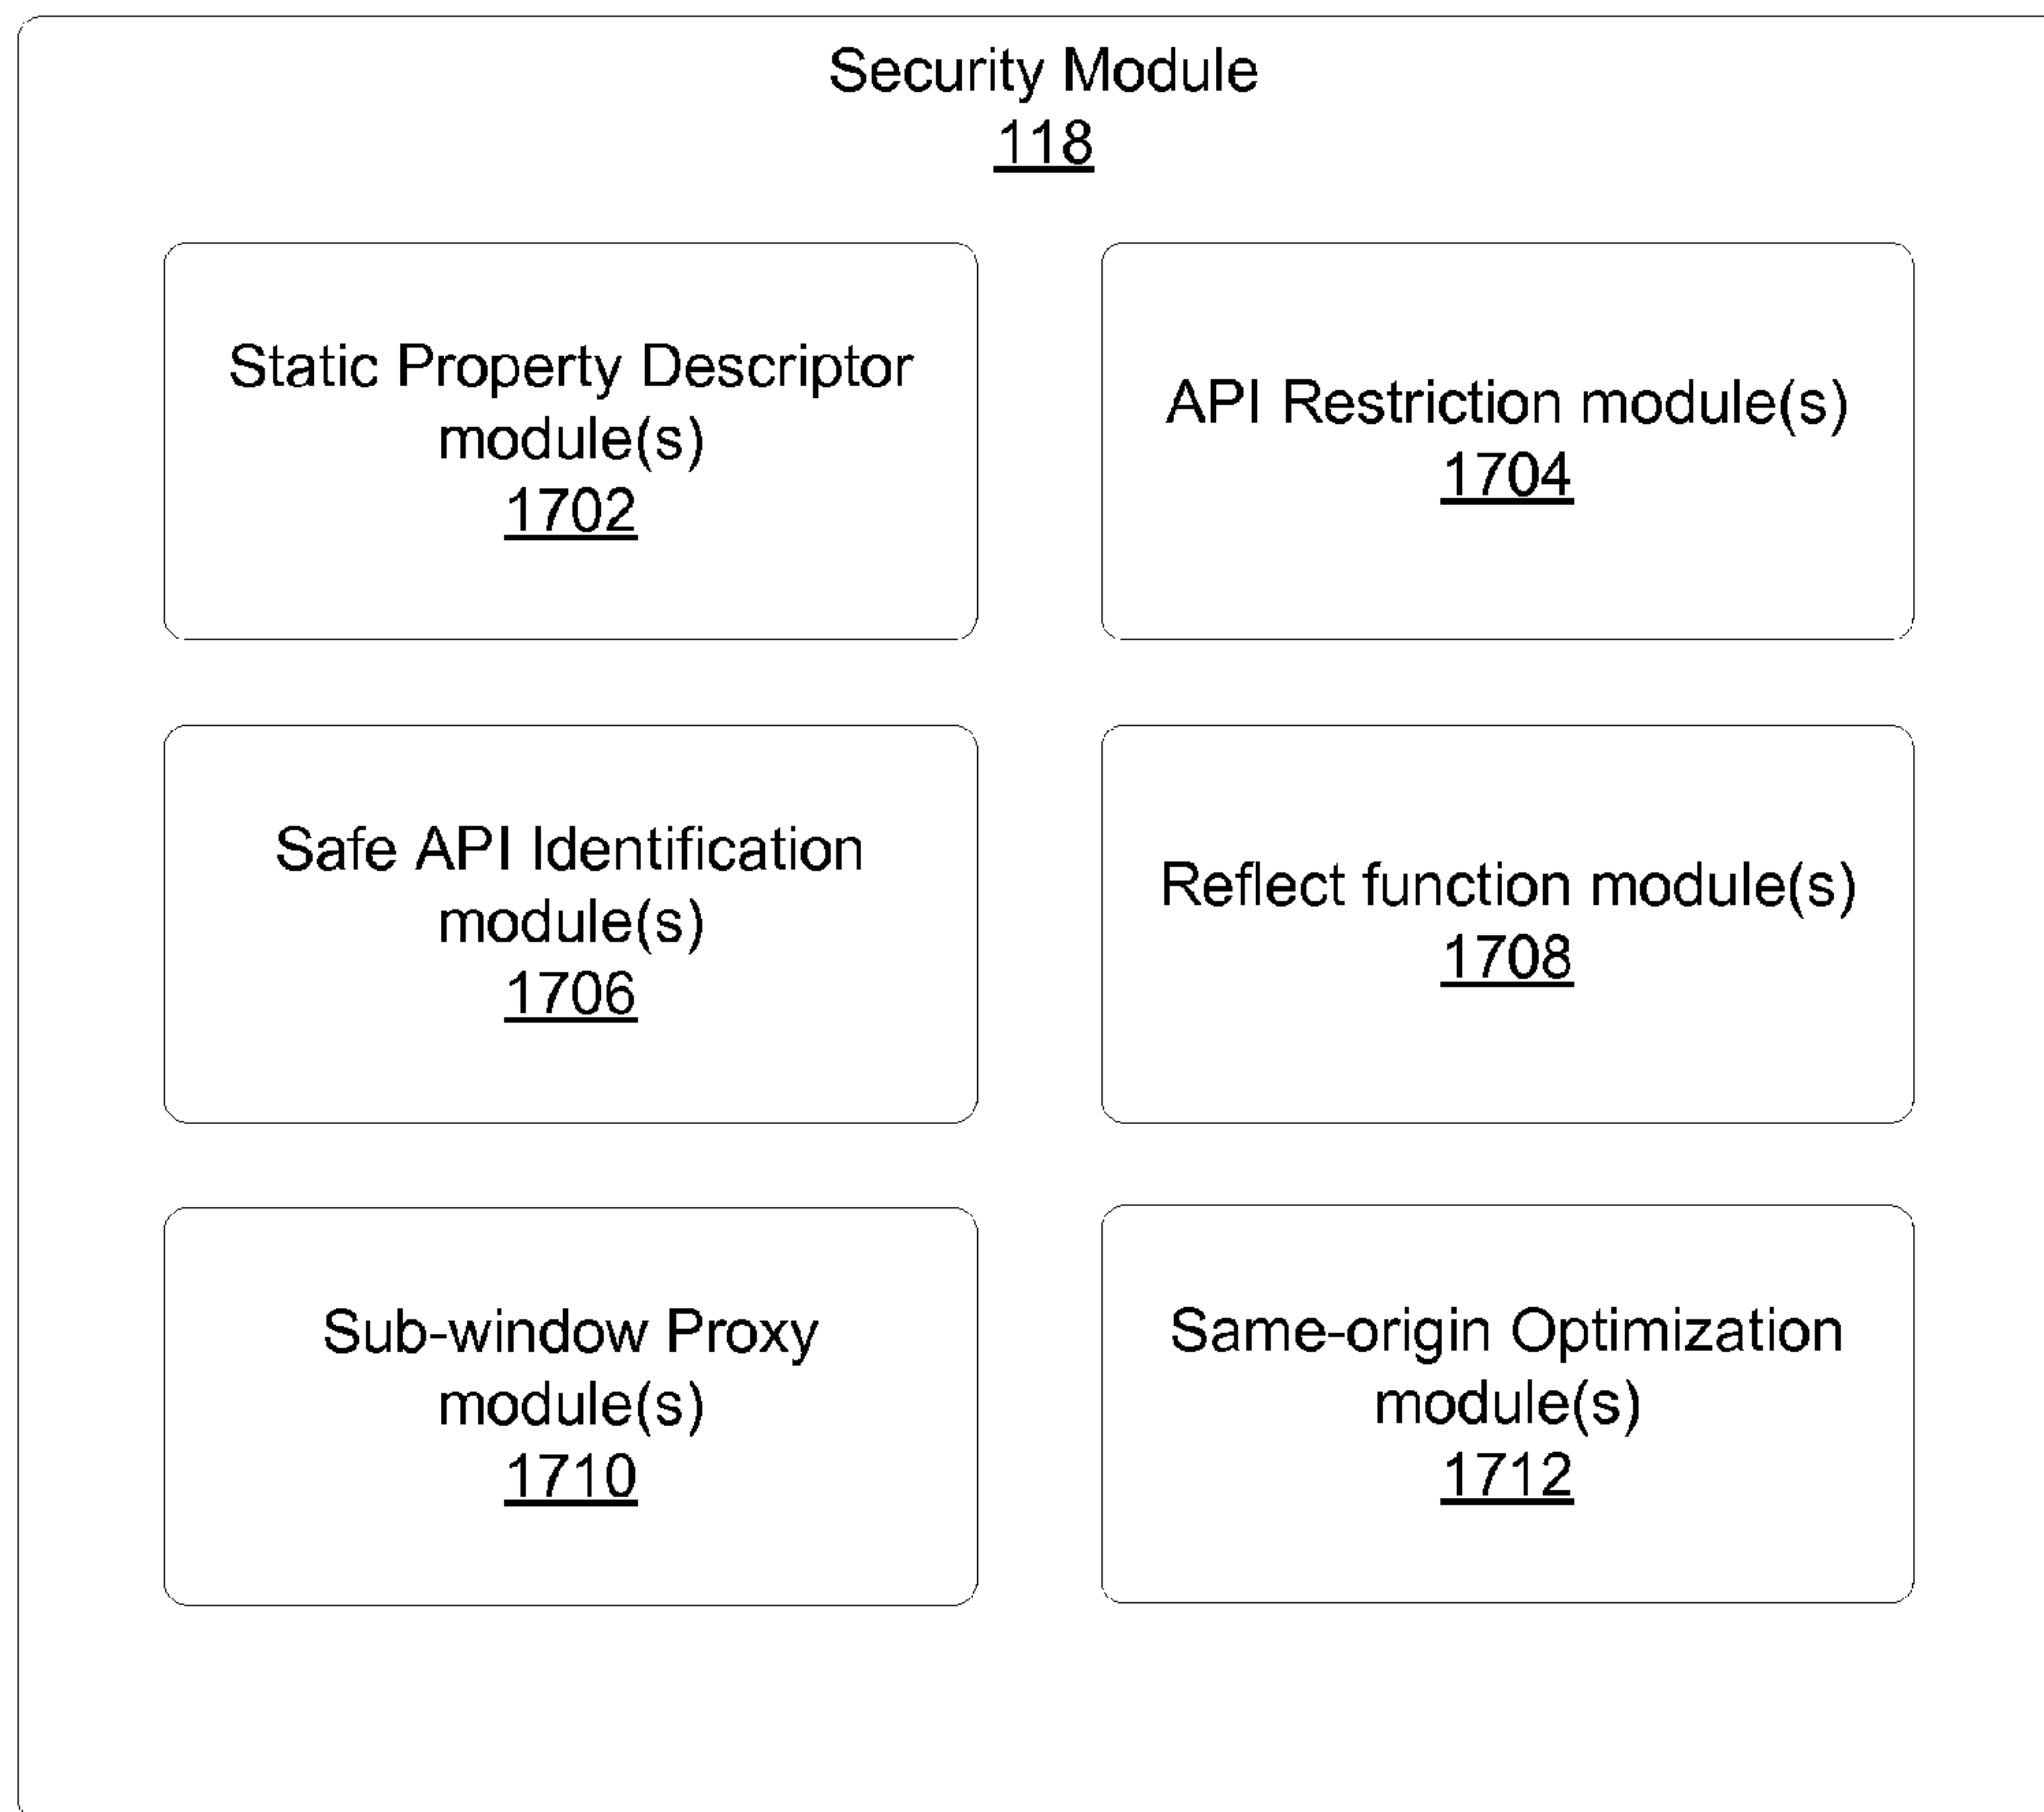 Security Module
118
Static Property Descriptor
module(s)
1702
API Restriction module(s)
1704
Safe API Identification
module(s)
1706
Reflect function module(s)
1708
Sub-window Proxy
module(s)
1710
Same-origin Optimization
module(s)
1712